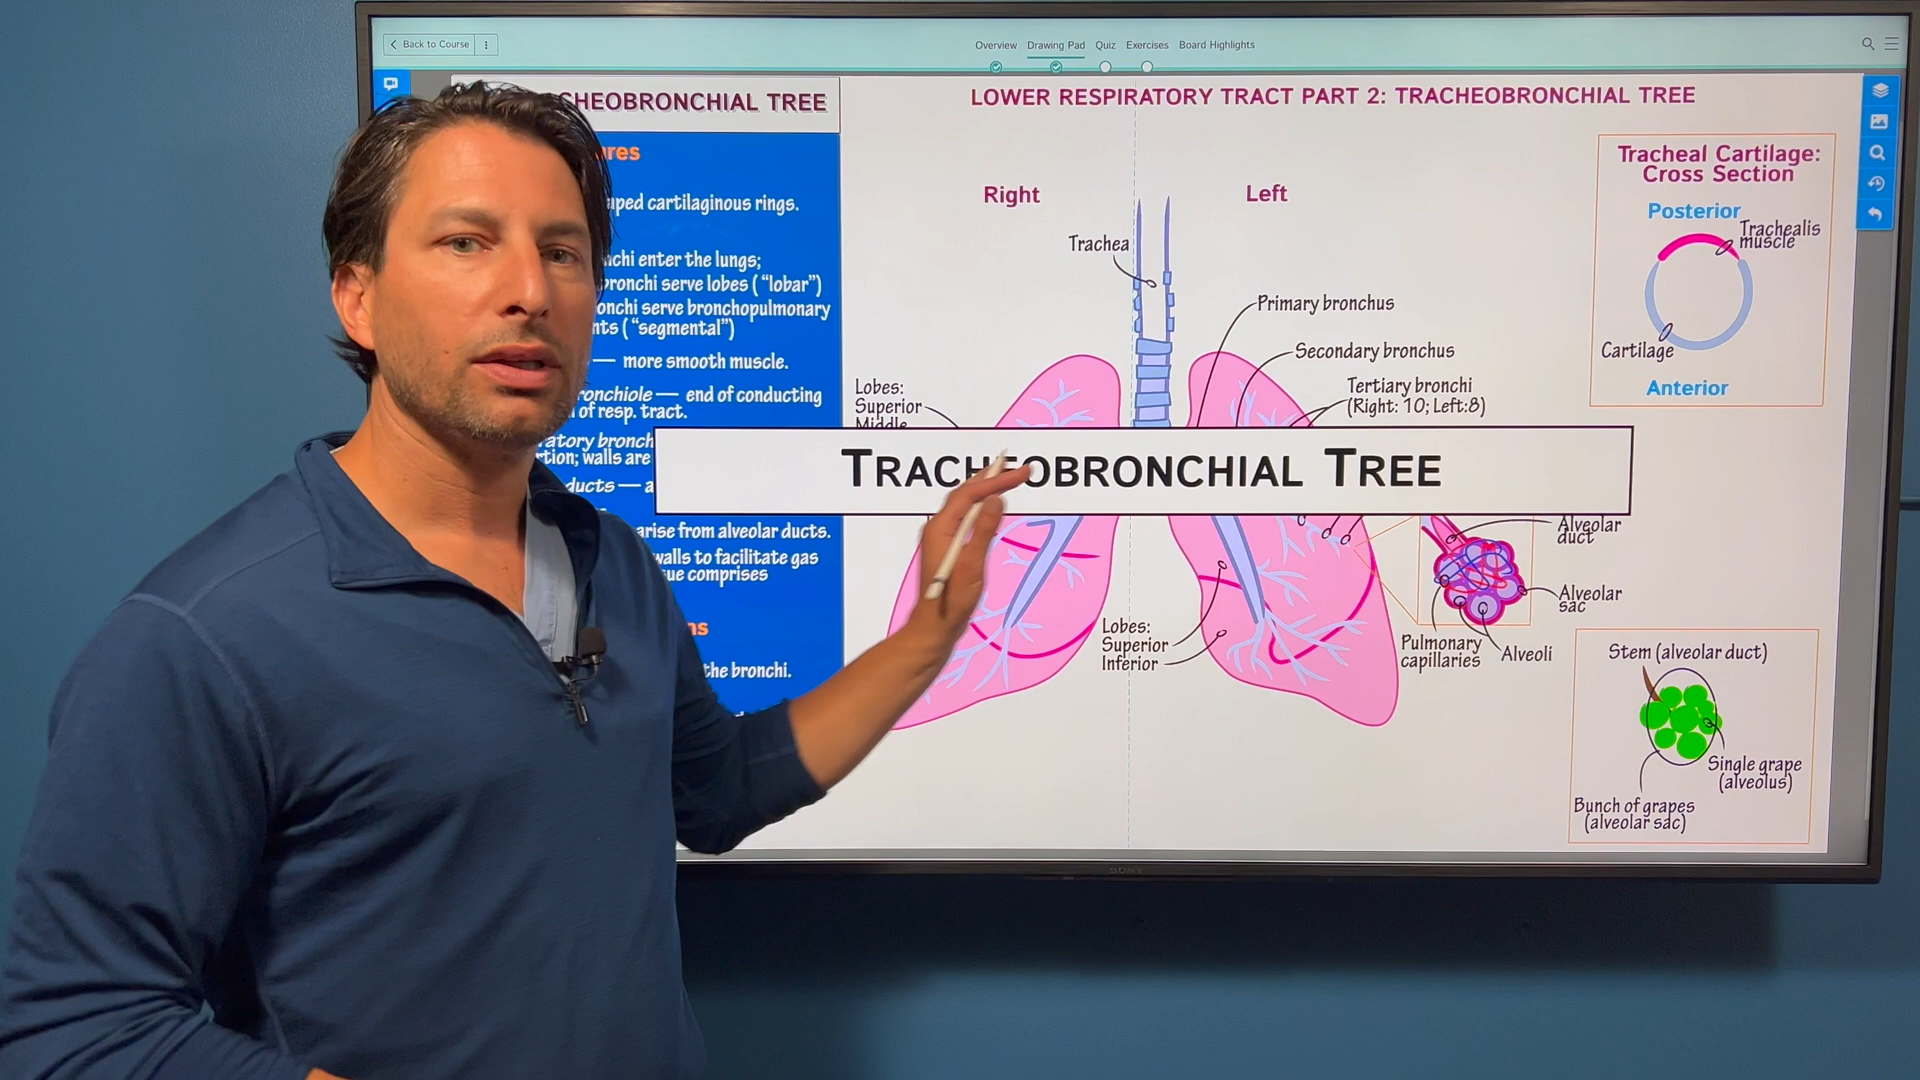 Back to Course
Overview Drawing Pad Quiz Exercises Board Highlights
CHEOBRONCHIAL TREE
ures
aped cartilaginous rings.
nchi enter the lungs;
bronchi serve lobes ("lobar")
onchi serve bronchopulmonary
nts ("segmental")
— more smooth muscle.
ronchiole — end of conducting
of resp. tract.
atory bronch
rtion; walls are
ducts — a
arise from alveolar ducts.
walls to facilitate gas
ue comprises
ns
the bronchi.
LOWER RESPIRATORY TRACT PART 2: TRACHEOBRONCHIAL TREE
Right
Left
Trachea
Primary bronchus
Secondary bronchus
Tertiary bronchi
(Right: 10; Left:8)
Lobes:
Superior
Middle
TRACHEOBRONCHIAL TREE
Lobes:
Superior
Inferior
Alveolar
duct
Alveolar
sac
Pulmonary
capillaries
Alveoli
Tracheal Cartilage:
Cross Section
Posterior
Trachealis
muscle
Cartilage
Anterior
Stem (alveolar duct)
Single grape
(alveolus)
Bunch of grapes
(alveolar sac)
SONY